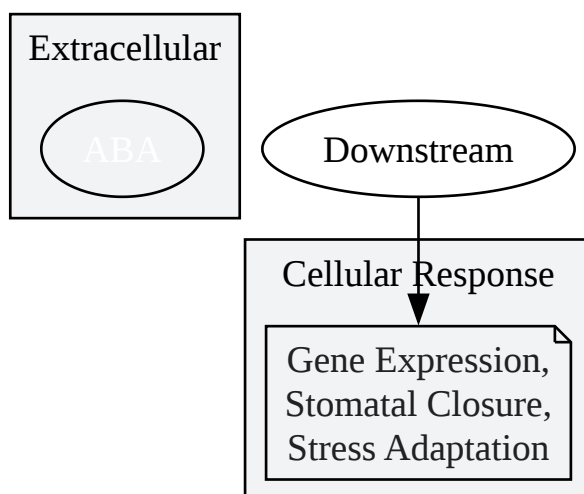 Extracellular
ABA
Downstream
Cellular Response
Gene Expression,
Stomatal Closure,
Stress Adaptation